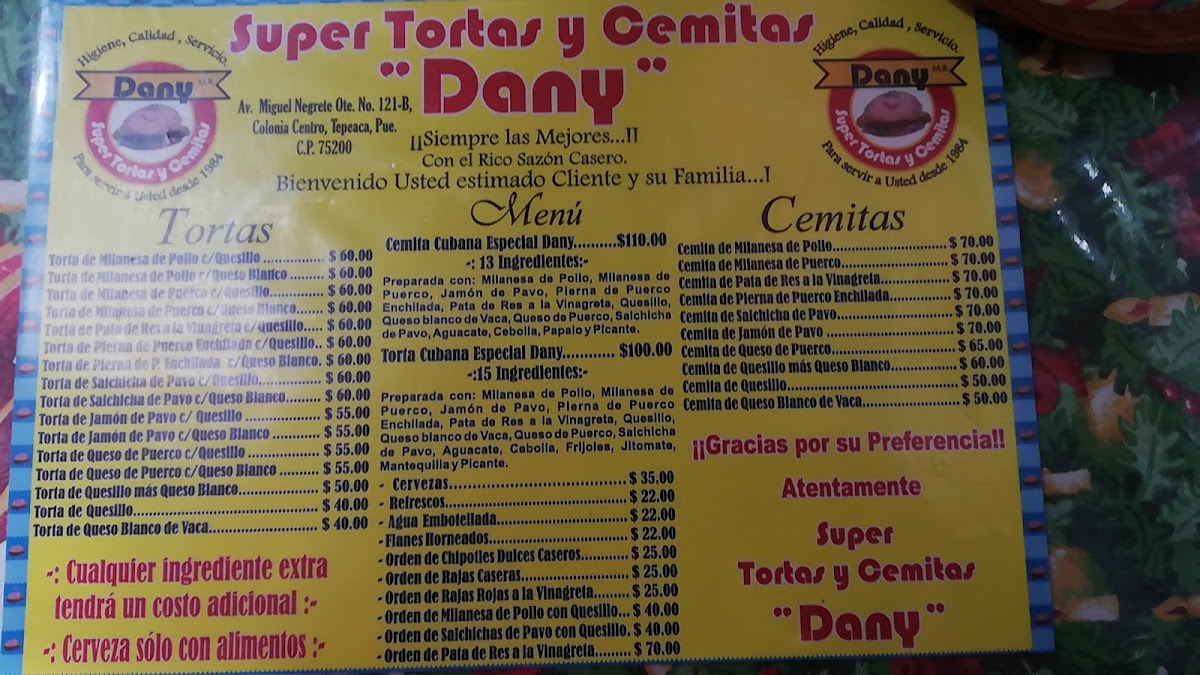 Super Tortas y Cemitas
"Dany"
Higiene, Calidad , Servicio.
Dany M.R.
Super Tortas y Cemitas
Para servir a Usted desde 1984
Av. Miguel Negrete Ote. No. 121-B,
Colonia Centro, Tepeaca, Pue.
C.P. 75200
¡¡Siempre las Mejores...!!
Con el Rico Sazón Casero.
Bienvenido Usted estimado Cliente y su Familia...!
Higiene, Calidad , Servicio.
Dany M.R.
Super Tortas y Cemitas
Para servir a Usted desde 1984
Tortas
Torta de Milanesa de Pollo c/Quesillo ............... $ 60.00
Torta de Milanesa de Pollo c/Queso Blanco ......... $ 60.00
Torta de Milanesa de Puerco c/Quesillo............. $ 60.00
Torta de Milanesa de Puerco c/Queso Blanco....... $ 60.00
Torta de Pata de Res a la Vinagreta c/Quesillo.... $ 60.00
Torta de Pierna de Puerco Enchilada c/Quesillo.. $ 60.00
Torta de Pierna de P. Enchilada c/Queso Blanco. $ 60.00
Torta de Salchicha de Pavo c/Quesillo............... $ 60.00
Torta de Salchicha de Pavo c/Queso Blanco......... $ 60.00
Torta de Jamón de Pavo c/ Quesillo .................. $ 55.00
Torta de Jamón de Pavo c/Queso Blanco ............ $ 55.00
Torta de Queso de Puerco c/Quesillo ................. $ 55.00
Torta de Queso de Puerco c/Queso Blanco .......... $ 55.00
Torta de Quesillo más Queso Blanco................... $ 50.00
Torta de Quesillo............................................ $ 40.00
Torta de Queso Blanco de Vaca.......................... $ 40.00
-: Cualquier ingrediente extra
tendrá un costo adicional :-
-: Cerveza sólo con alimentos :-
Menú
Cemita Cubana Especial Dany..........$110.00
-: 13 Ingredientes:-
Preparada con: Milanesa de Pollo, Milanesa de
Puerco, Jamón de Pavo, Pierna de Puerco
Enchilada, Pata de Res a la Vinagreta, Quesillo,
Queso blanco de Vaca, Queso de Puerco, Salchicha
de Pavo, Aguacate, Cebolla, Papalo y Picante.
Torta Cubana Especial Dany............ $100.00
-:15 Ingredientes:-
Preparada con: Milanesa de Pollo, Milanesa de
Puerco, Jamón de Pavo, Pierna de Puerco
Enchilada, Pata de Res a la Vinagreta, Quesillo,
Queso blanco de Vaca, Queso de Puerco, Salchicha
de Pavo, Aguacate, Cebolla, Frijoles, Jitomate,
Mantequilla y Picante.
- Cervezas...................................... $ 35.00
- Refrescos..................................... $ 22.00
- Agua Embotellada............................ $ 22.00
- Flanes Horneados............................. $ 22.00
- Orden de Chipotles Dulces Caseros........... $ 25.00
- Orden de Rajas Caseras......................... $ 25.00
- Orden de Rajas Rojas a la Vinagreta......... $ 25.00
- Orden de Milanesa de Pollo con Quesillo... $ 40.00
- Orden de Salchichas de Pavo con Quesillo. $ 40.00
- Orden de Pata de Res a la Vinagreta......... $ 70.00
Cemitas
Cemita de Milanesa de Pollo.......................... $ 70.00
Cemita de Milanesa de Puerco......................... $ 70.00
Cemita de Pata de Res a la Vinagreta............... $ 70.00
Cemita de Pierna de Puerco Enchilada............. $ 70.00
Cemita de Salchicha de Pavo.......................... $ 70.00
Cemita de Jamón de Pavo .............................. $ 70.00
Cemita de Queso de Puerco............................ $ 65.00
Cemita de Quesillo más Queso Blanco............... $ 60.00
Cemita de Quesillo........................................ $ 50.00
Cemita de Queso Blanco de Vaca...................... $ 50.00
¡¡Gracias por su Preferencia!!
Atentamente
Super
Tortas y Cemitas
"Dany"